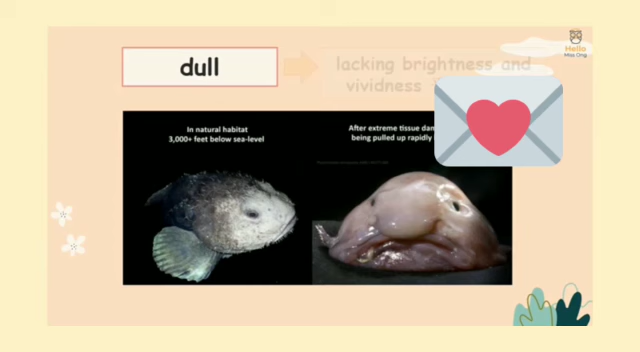 Hello
Miss Ong
dull
lacking brightness and
vividness
In natural habitat
3,000+ feet below sea-level
After extreme tissue
being pulled up rapidly